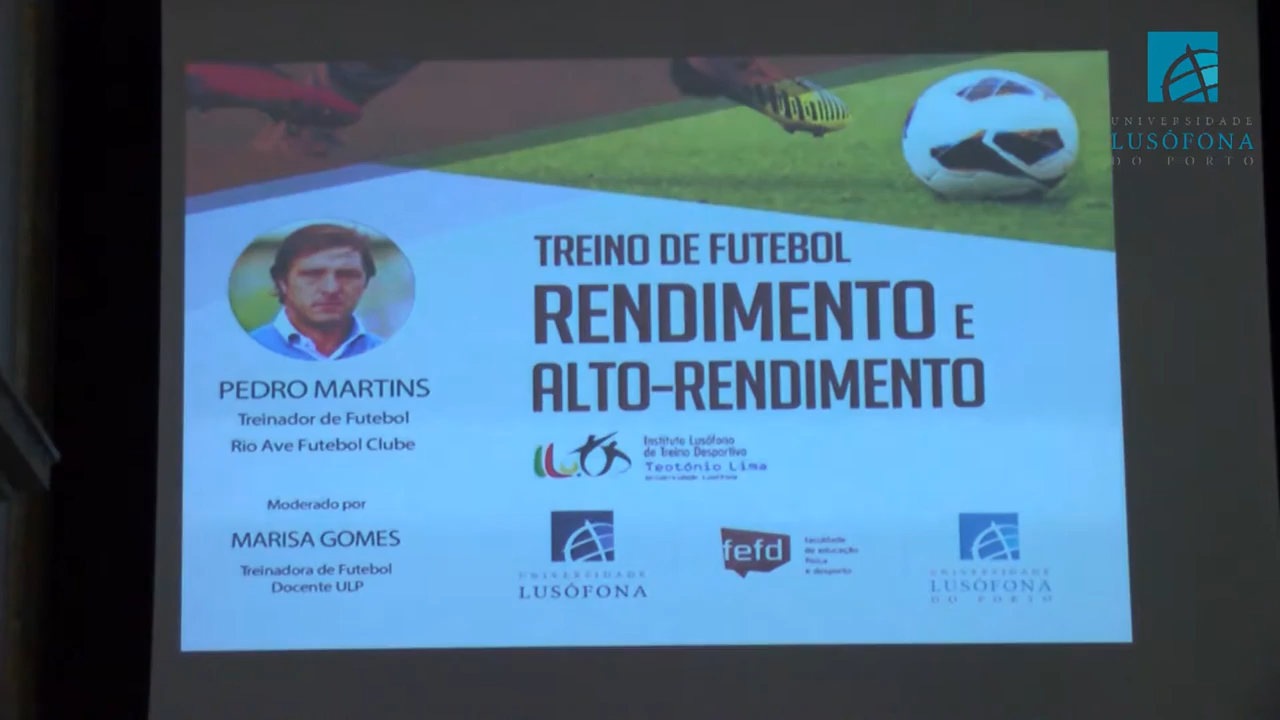 UNIVERSIDADE
LUSÓFONA
DO PORTO
TREINO DE FUTEBOL
RENDIMENTO E
ALTO-RENDIMENTO
PEDRO MARTINS
Treinador de Futebol
Rio Ave Futebol Clube
Moderado por
MARISA GOMES
Treinadora de Futebol
Docente ULP
Instituto Lusófono
de Treino Desportivo
Teotónio Lima
UNIVERSIDADE
LUSÓFONA
fefd
faculdade
de educação
física
e desporto
UNIVERSIDADE
LUSÓFONA
DO PORTO